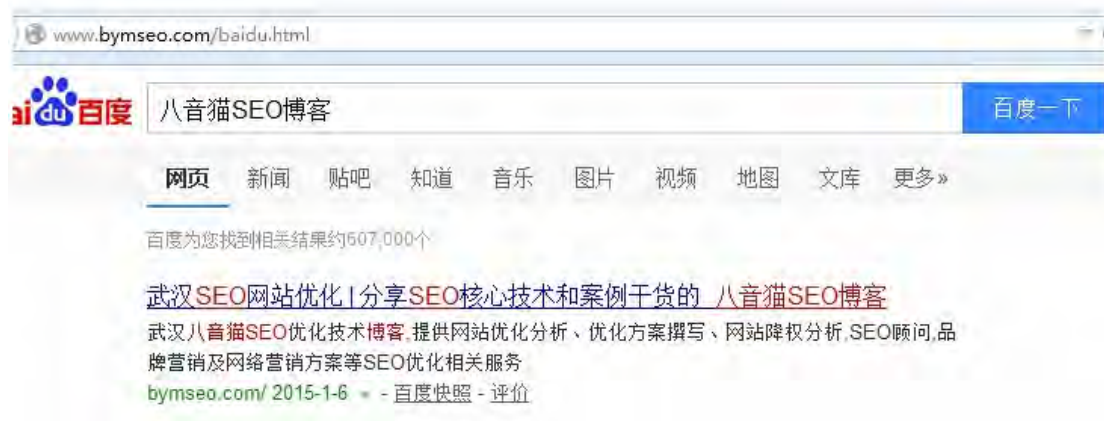 www.bymseo.com/baidu.html
ai du 百度 八音猫SEO博客 百度一下
网页 新闻 贴吧 知道 音乐 图片 视频 地图 文库 更多»
百度为您找到相关结果约607,000个
武汉SEO网站优化 | 分享SEO核心技术和案例干货的 八音猫SEO博客
武汉八音猫SEO优化技术博客,提供网站优化分析、优化方案撰写、网站降权分析,SEO顾问,品
牌营销及网络营销方案等SEO优化相关服务
bymseo.com/ 2015-1-6 - 百度快照 - 评价